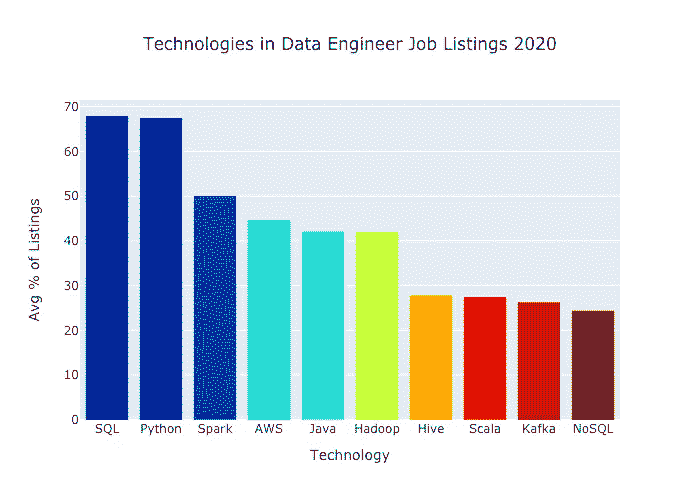 Technologies in Data Engineer Job Listings 2020
70
60
50
40
30
20
10
0
Avg % of Listings
SQL Python Spark AWS Java Hadoop Hive Scala Kafka NoSQL
Technology